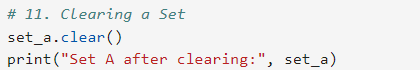 # 11. Clearing a Set
set_a.clear()
print("Set A after clearing:", set_a)